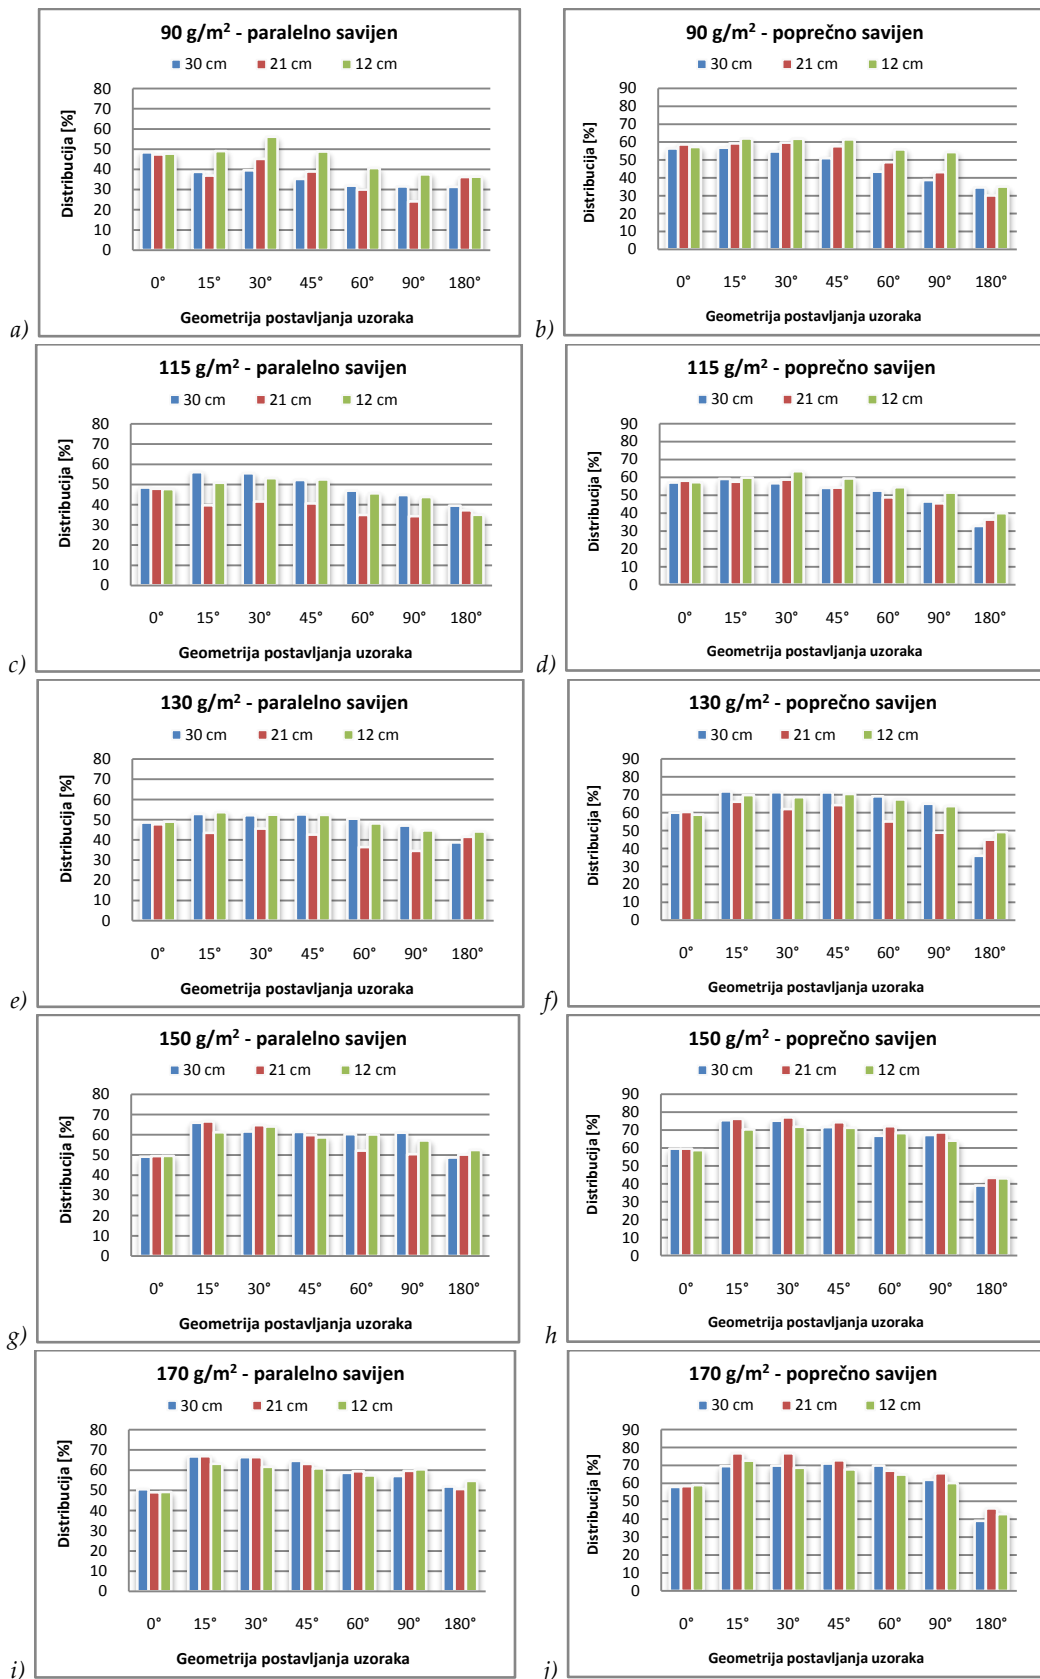 90 g/m² - paralelno savijen
30 cm 21 cm 12 cm
80
70
60
50
40
30
20
10
0
Distribucija [%]
0° 15° 30° 45° 60° 90° 180°
Geometrija postavljanja uzoraka
a)
90 g/m² - poprečno savijen
30 cm 21 cm 12 cm
90
80
70
60
50
40
30
20
10
0
Distribucija [%]
0° 15° 30° 45° 60° 90° 180°
Geometrija postavljanja uzoraka
b)
115 g/m² - paralelno savijen
30 cm 21 cm 12 cm
80
70
60
50
40
30
20
10
0
Distribucija [%]
0° 15° 30° 45° 60° 90° 180°
Geometrija postavljanja uzoraka
c)
115 g/m² - poprečno savijen
30 cm 21 cm 12 cm
90
80
70
60
50
40
30
20
10
0
Distribucija [%]
0° 15° 30° 45° 60° 90° 180°
Geometrija postavljanja uzoraka
d)
130 g/m² - paralelno savijen
30 cm 21 cm 12 cm
80
70
60
50
40
30
20
10
0
Distribucija [%]
0° 15° 30° 45° 60° 90° 180°
Geometrija postavljanja uzoraka
e)
130 g/m² - poprečno savijen
30 cm 21 cm 12 cm
90
80
70
60
50
40
30
20
10
0
Distribucija [%]
0° 15° 30° 45° 60° 90° 180°
Geometrija postavljanja uzoraka
f)
150 g/m² - paralelno savijen
30 cm 21 cm 12 cm
80
70
60
50
40
30
20
10
0
Distribucija [%]
0° 15° 30° 45° 60° 90° 180°
Geometrija postavljanja uzoraka
g)
150 g/m² - poprečno savijen
30 cm 21 cm 12 cm
90
80
70
60
50
40
30
20
10
0
Distribucija [%]
0° 15° 30° 45° 60° 90° 180°
Geometrija postavljanja uzoraka
h
170 g/m² - paralelno savijen
30 cm 21 cm 12 cm
80
70
60
50
40
30
20
10
0
Distribucija [%]
0° 15° 30° 45° 60° 90° 180°
Geometrija postavljanja uzoraka
i)
170 g/m² - poprečno savijen
30 cm 21 cm 12 cm
90
80
70
60
50
40
30
20
10
0
Distribucija [%]
0° 15° 30° 45° 60° 90° 180°
Geometrija postavljanja uzoraka
j)